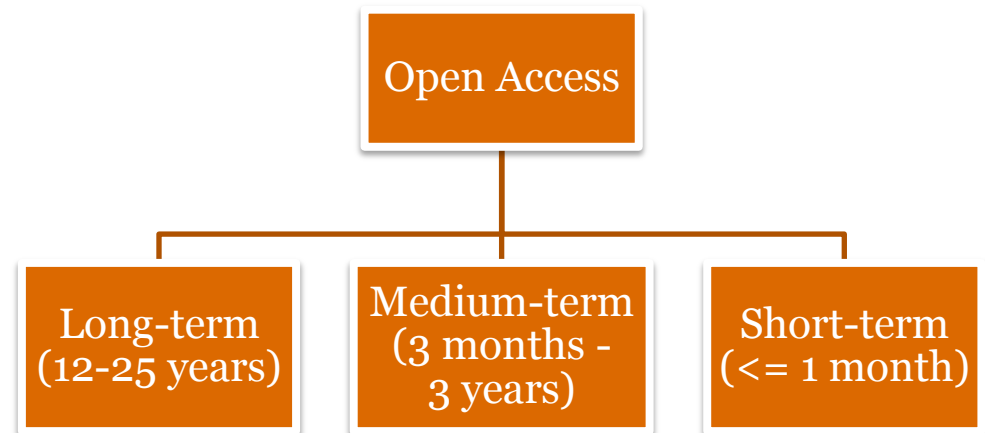 Open Access
Long-term
(12-25 years)
Medium-term
(3 months -
3 years)
Short-term
(<= 1 month)